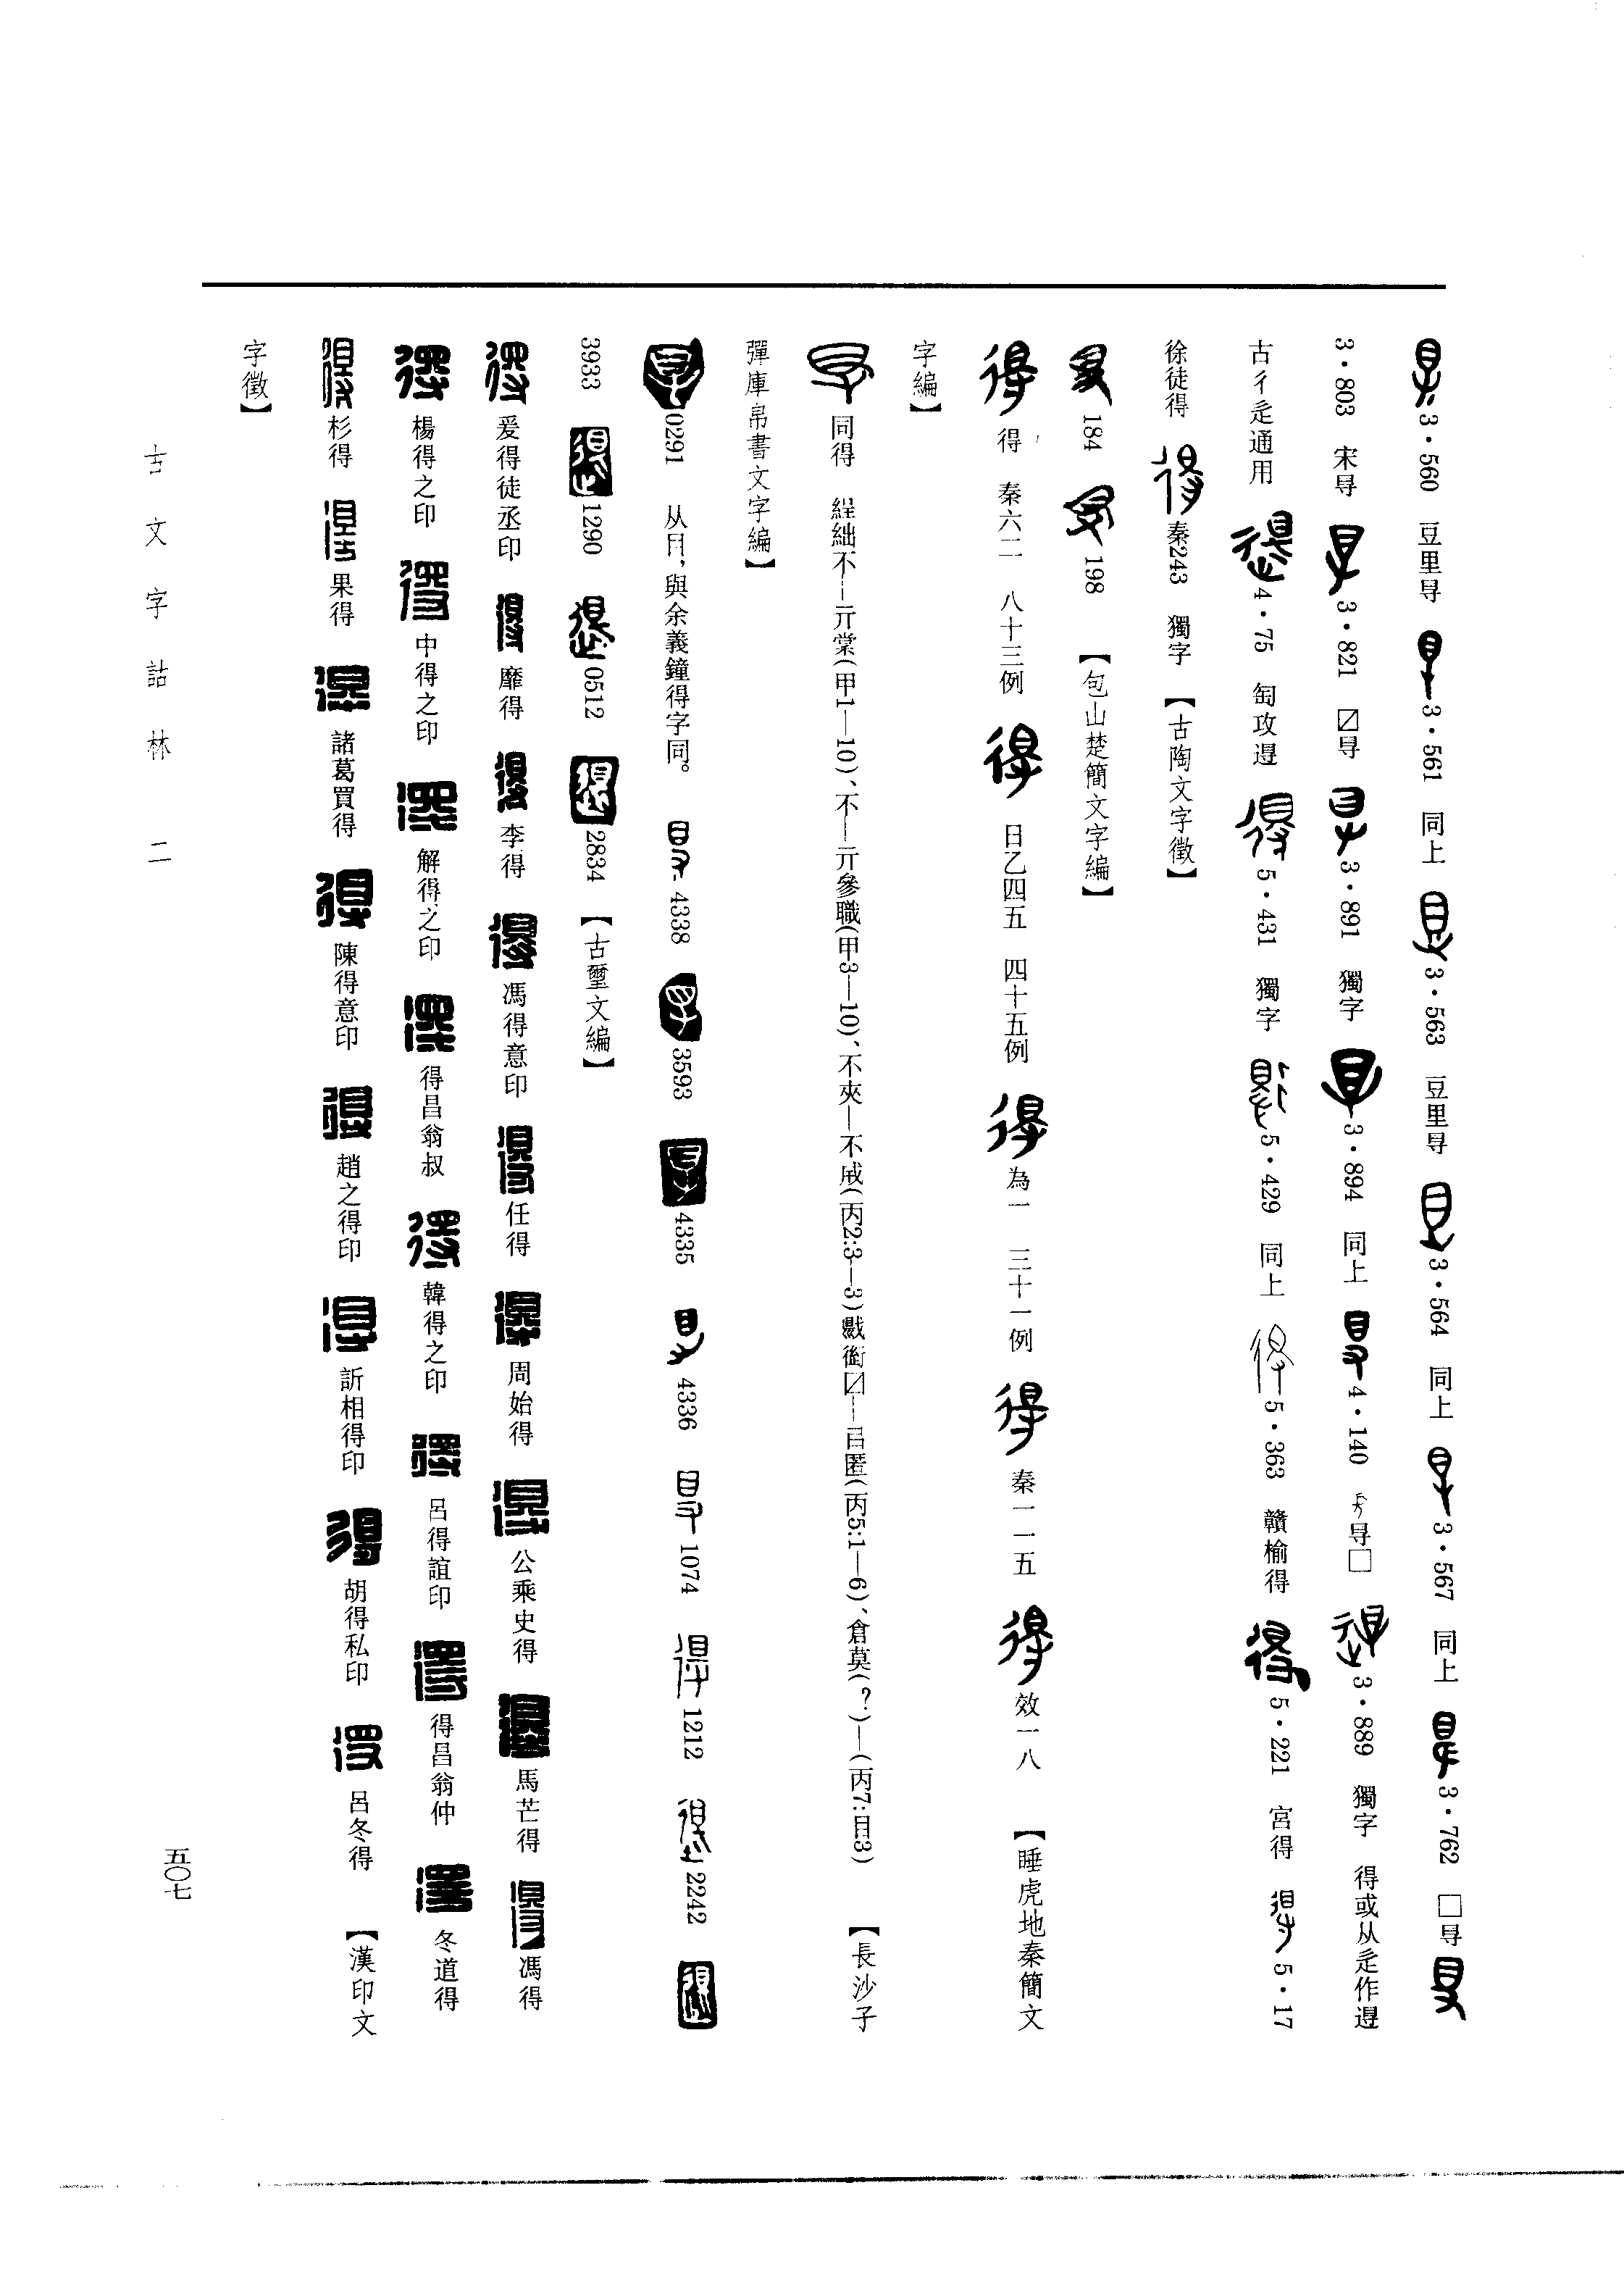 3·560 豆里㝵 3·561 同上 3·563 豆里㝵 3·564 同上 3·567 同上 3·762 □㝵
3·803 宋㝵 3·821 〼㝵 3·891 獨字 3·894 同上 4·140 㝵□ 3·889 獨字 得或从辵作䙷
古彳辵通用 4·75 匋攻䙷 5·431 獨字 5·429 同上 5·363 贛榆得 5·221 宮得 5·17
徐徒得 秦243 獨字 【古陶文字徵】
184 198 【包山楚簡文字編】
得 秦六二 八十三例 日乙四五 四十五例 為一 三十一例 秦一一五 效一八 【睡虎地秦簡文
字編】
同得 絀不—亓棠(甲1—10)、不—亓參職(甲3—10)、不夾—不成(丙2:3—3) 〼—㠯匿(丙5:1—6)、倉莫(?)—(丙7:目3) 【長沙子
彈庫帛書文字編】
0291 从目,與余義鐘得字同。 4338 3593 4335 4336 1074 1212 2242
3933 1290 0512 2834 【古璽文編】
爰得徒丞印 靡得 李得 馮得意印 任得 周始得 公乘史得 馬芒得 馮得
楊得之印 中得之印 解得之印 得昌翁叔 韓得之印 呂得誼印 得昌翁仲 冬道得
杉得 果得 諸葛買得 陳得意印 趙之得印 訢相得印 胡得私印 呂冬得 【漢印文
字徵】
古文字詁林 二
五〇七